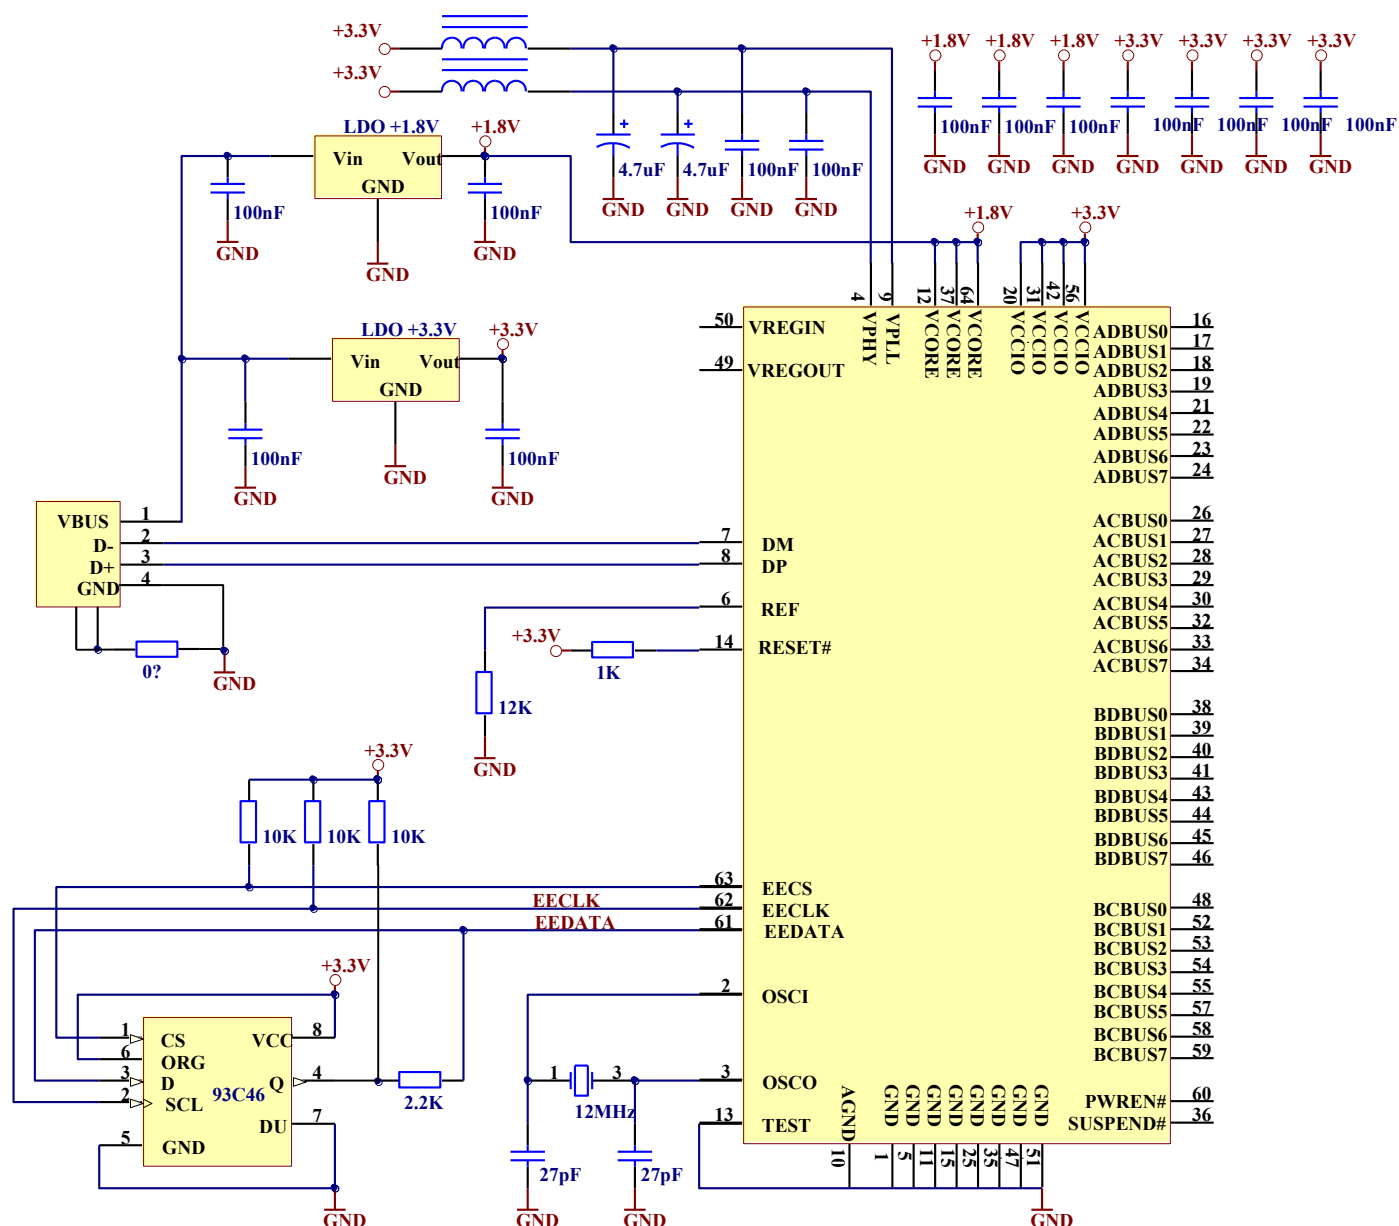 +3.3V
+3.3V
+1.8V +1.8V +1.8V +3.3V +3.3V +3.3V +3.3V
100nF 100nF 100nF 100nF 100nF 100nF 100nF
GND GND GND GND GND GND GND
LDO +1.8V
+1.8V
Vin Vout
GND
100nF 100nF
GND GND GND
+
+
4.7uF 4.7uF 100nF 100nF
GND GND GND GND
+1.8V +3.3V
4 9 12 37 64 20 31 42 56
VPHY VPLL VCORE VCORE VCORE VCCIO VCCIO VCCIO VCCIO
LDO +3.3V
+3.3V
Vin Vout
GND
100nF 100nF
GND GND GND
50 VREGIN
49 VREGOUT
ADBUS0 16
ADBUS1 17
ADBUS2 18
ADBUS3 19
ADBUS4 21
ADBUS5 22
ADBUS6 23
ADBUS7 24
VBUS 1
D- 2
D+ 3
GND 4
0?
GND
7 DM
8 DP
6 REF
14 RESET#
+3.3V
1K
12K
GND
ACBUS0 26
ACBUS1 27
ACBUS2 28
ACBUS3 29
ACBUS4 30
ACBUS5 32
ACBUS6 33
ACBUS7 34
BDBUS0 38
BDBUS1 39
BDBUS2 40
BDBUS3 41
BDBUS4 43
BDBUS5 44
BDBUS6 45
BDBUS7 46
+3.3V
10K 10K 10K
63 EECS
EECLK 62 EECLK
EEDATA 61 EEDATA
BCBUS0 48
BCBUS1 52
BCBUS2 53
BCBUS3 54
BCBUS4 55
BCBUS5 57
BCBUS6 58
BCBUS7 59
+3.3V
1 CS VCC 8
6 ORG
3 D Q 4
2 SCL
93C46
DU 7
5 GND
2.2K
GND
2 OSCI
1 3
12MHz
3 OSCO
13 TEST
27pF 27pF
GND GND
AGND GND GND GND GND GND GND GND GND
10 1 5 11 15 25 35 47 51
GND
PWREN# 60
SUSPEND# 36